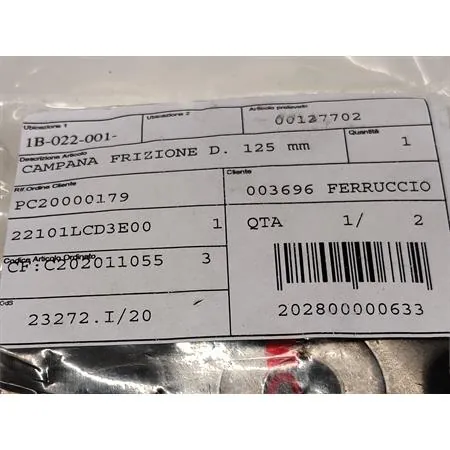 Ubicazione 1
1B-022-001-
Ubicazione 2
Articolo prelevato
00127702
Descrizione Articolo
CAMPANA FRIZIONE D. 125 mm
Quantità
1
Rif.Ordine Cliente
PC20000179
Cliente
003696 FERRUCCIO
22101LCD3E00 1
QTA 1/ 2
Codice Articolo Ordinato
CF:C202011055 3
CdS
23272.I/20
202800000633